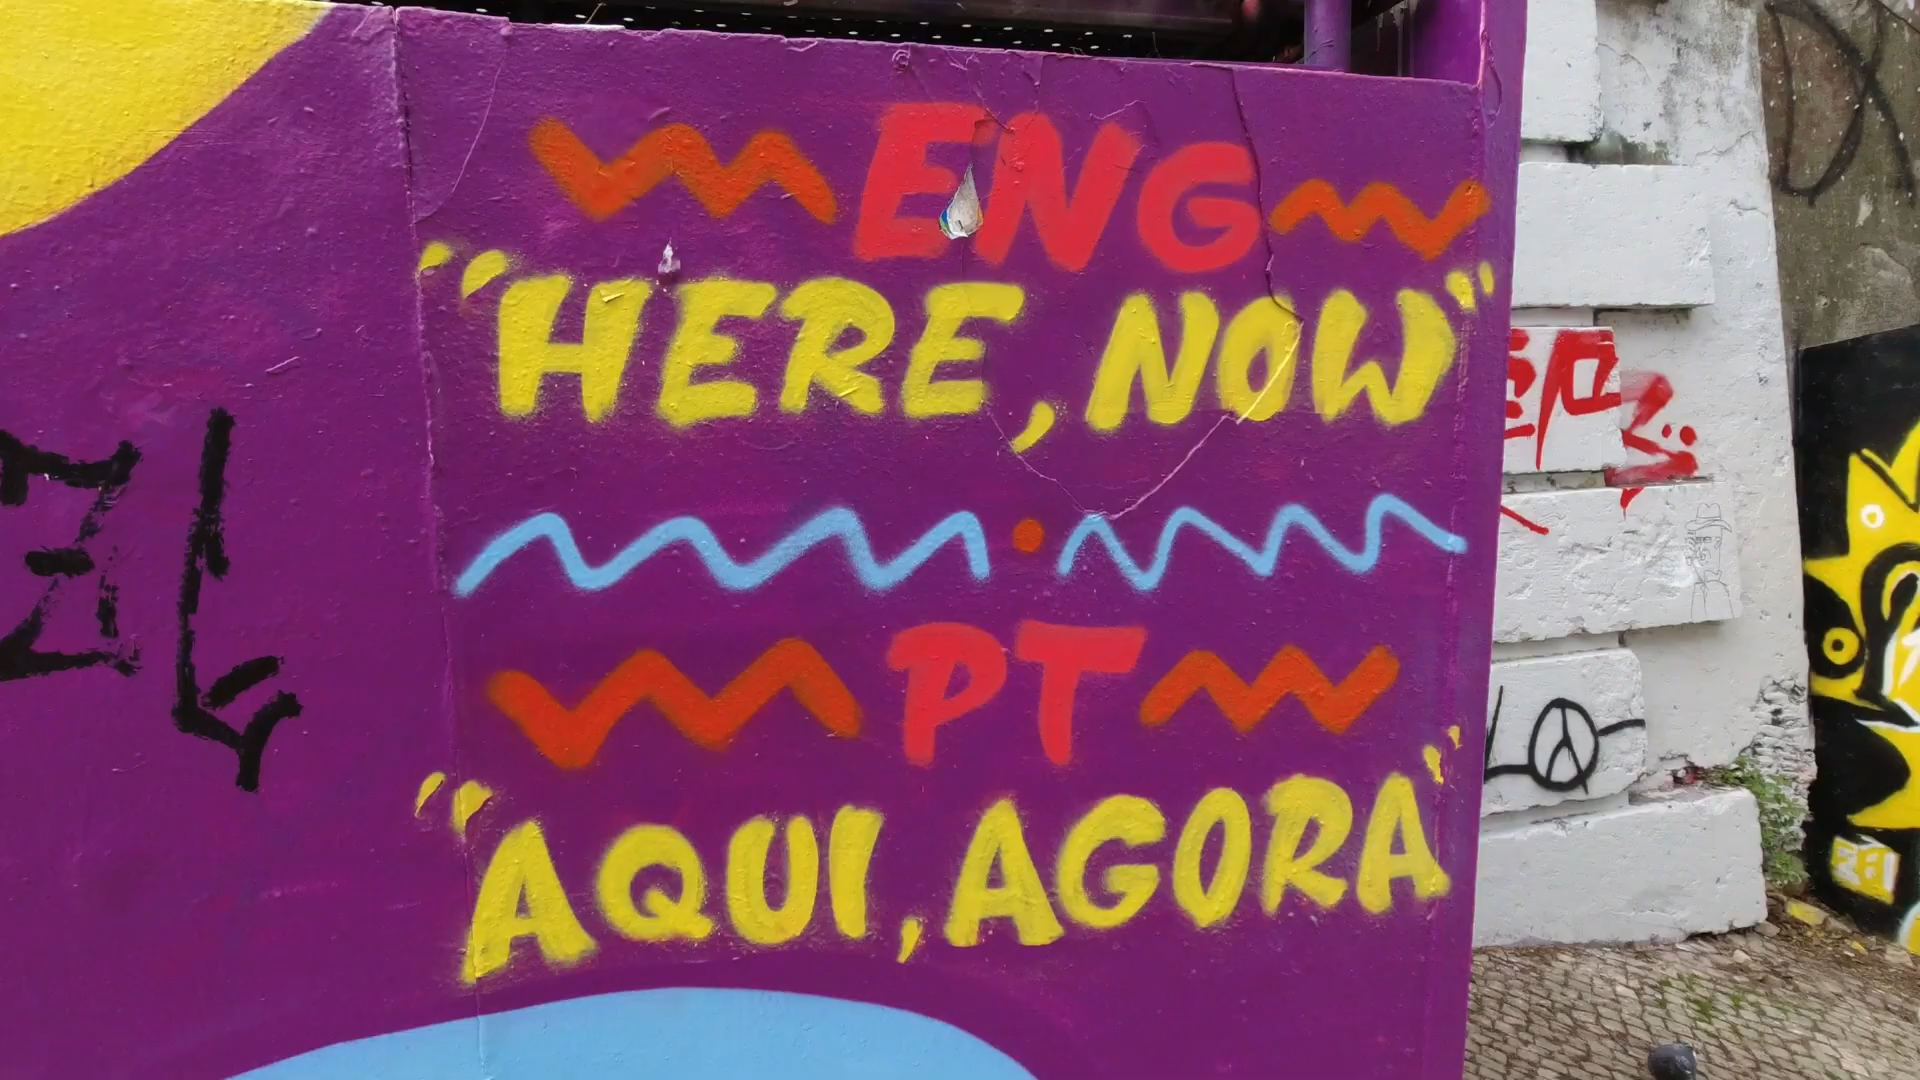 ENG
"HERE, NOW"
PT
"AQUI, AGORA"